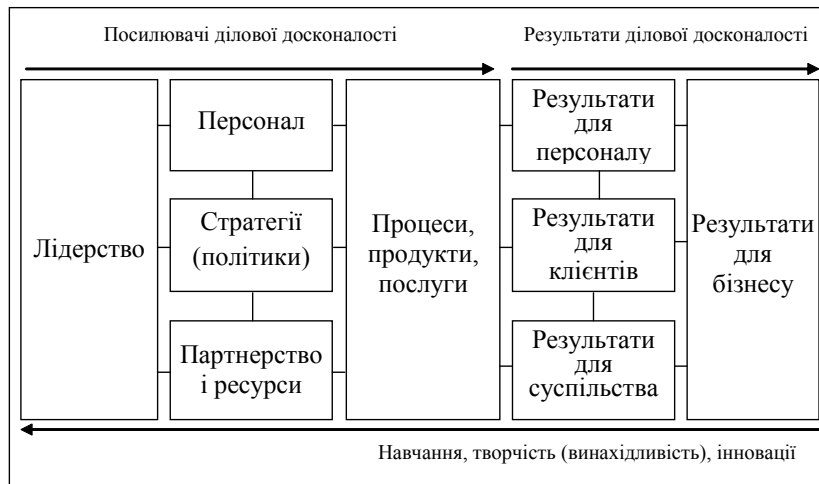 Посилювачі ділової досконалості
Результати ділової досконалості
Лідерство
Персонал
Стратегії
(політики)
Партнерство
і ресурси
Процеси,
продукти,
послуги
Результати
для
персоналу
Результати
для
клієнтів
Результати
для
суспільства
Результати
для
бізнесу
Навчання, творчість (винахідливість), інновації